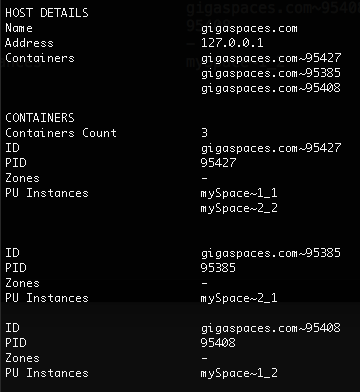 HOST DETAILS
Name gigaspaces.com
Address 127.0.0.1
Containers gigaspaces.com~95427
gigaspaces.com~95385
gigaspaces.com~95408
CONTAINERS
Containers Count 3
ID gigaspaces.com~95427
PID 95427
Zones -
PU Instances mySpace~1_1
mySpace~2_2
ID gigaspaces.com~95385
PID 95385
Zones -
PU Instances mySpace~2_1
ID gigaspaces.com~95408
PID 95408
Zones -
PU Instances mySpace~1_2